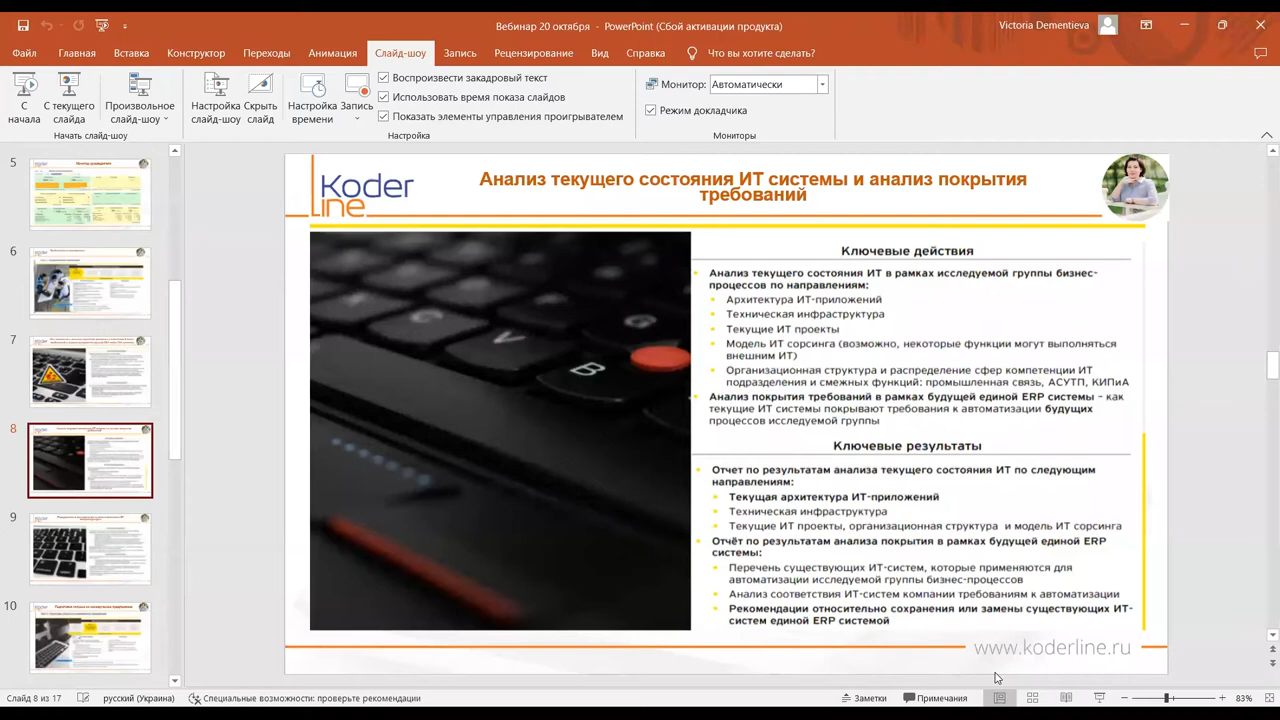 Вебинар 20 октября - PowerPoint (Сбой активации продукта)
Victoria Dementieva
Файл Главная Вставка Конструктор Переходы Анимация Слайд-шоу Запись Рецензирование Вид Справка Что вы хотите сделать?
С начала
С текущего слайда
Произвольное слайд-шоу
Начать слайд-шоу
Настройка слайд-шоу
Скрыть слайд
Настройка времени
Запись
Воспроизвести закадровый текст
Использовать время показа слайдов
Показать элементы управления проигрывателем
Настройка
Монитор: Автоматически
Режим докладчика
Мониторы
5
6
7
8
9
10
Koder
line
Анализ текущего состояния ИТ системы и анализ покрытия
требований
Ключевые действия
Анализ текущего состояния ИТ в рамках исследуемой группы бизнес-
процессов по направлениям:
Архитектура ИТ-приложений
Техническая инфраструктура
Текущие ИТ проекты
Модель ИТ сорсинга (возможно, некоторые функции могут выполняться
внешним ИТ)
Организационная структура и распределение сфер компетенции ИТ
подразделения и смежных функций: промышленная связь, АСУТП, КИПиА
Анализ покрытия требований в рамках будущей единой ERP системы – как
текущие ИТ системы покрывают требования к автоматизации будущих
процессов исследуемой группы
Ключевые результаты
Отчет по результатам анализа текущего состояния ИТ по следующим
направлениям:
Текущая архитектура ИТ-приложений
Техническая инфраструктура
Текущие ИТ проекты, организационная структура и модель ИТ сорсинга
Отчёт по результатам анализа покрытия в рамках будущей единой ERP
системы:
Перечень существующих ИТ-систем, которые применяются для
автоматизации исследуемой группы бизнес-процессов
Анализ соответствия ИТ-систем компании требованиям к автоматизации
Рекомендации относительно сохранения или замены существующих ИТ-
систем единой ERP системой
www.koderline.ru
Слайд 8 из 17 русский (Украина) Специальные возможности: проверьте рекомендации Заметки Примечания 83%